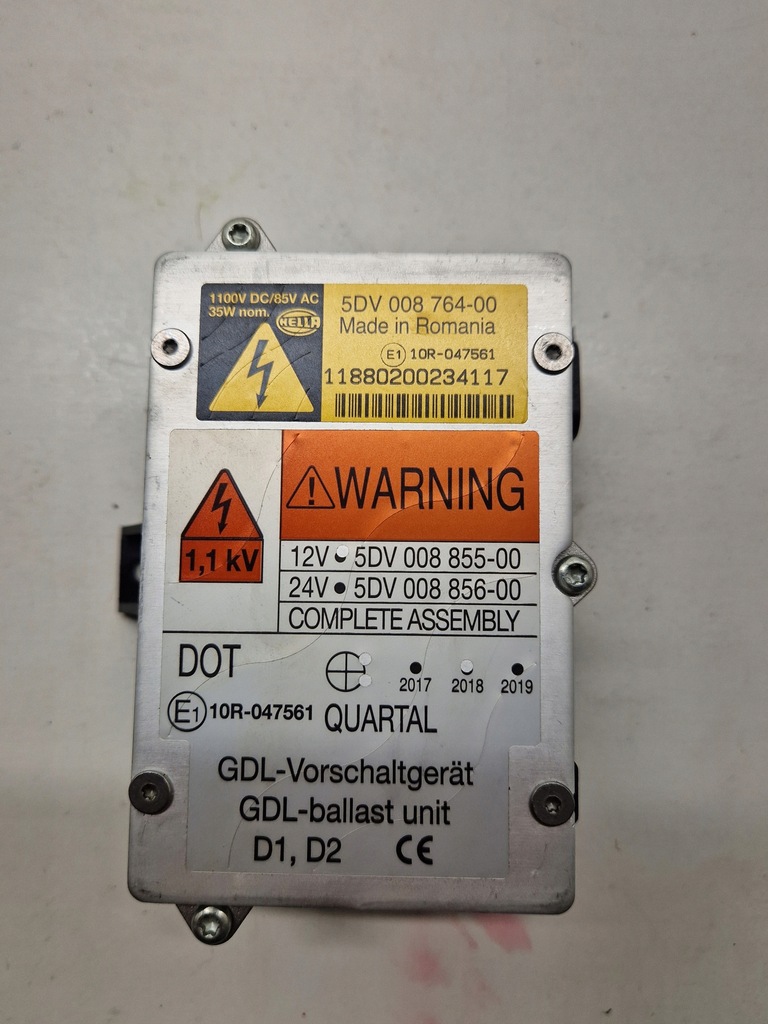 1100V DC/85V AC
35W nom.
HELLA
5DV 008 764-00
Made in Romania
E1 10R-047561
11880200234117
WARNING
1,1 kV
12V 5DV 008 855-00
24V 5DV 008 856-00
COMPLETE ASSEMBLY
DOT
2017 2018 2019
E1 10R-047561 QUARTAL
GDL-Vorschaltgerät
GDL-ballast unit
D1, D2 CE